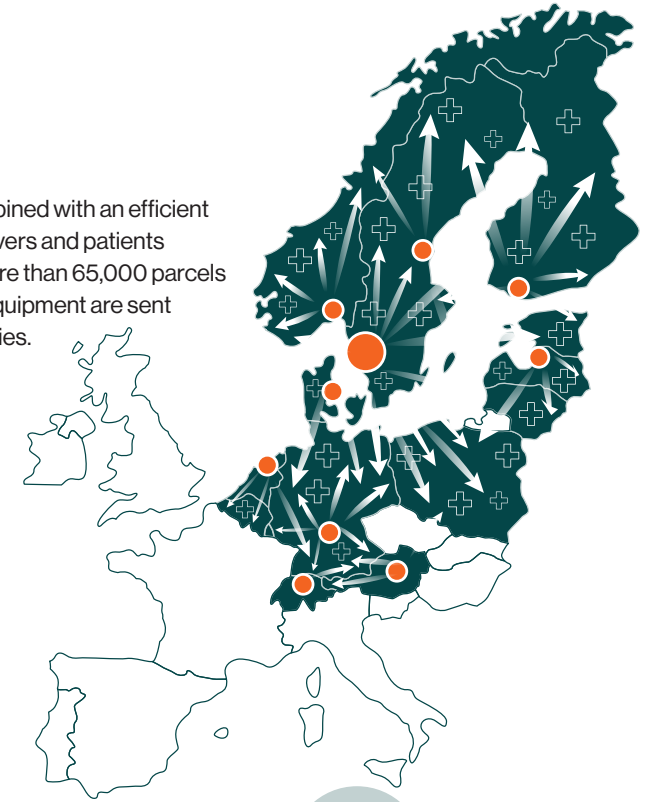 bined with an efficient
vers and patients
re than 65,000 parcels
quipment are sent
ies.